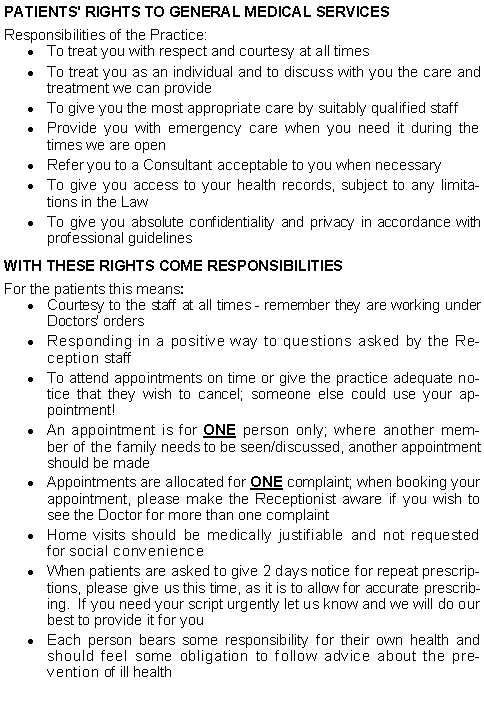 PATIENTS' RIGHTS TO GENERAL MEDICAL SERVICES
Responsibilities of the Practice:
• To treat you with respect and courtesy at all times
• To treat you as an individual and to discuss with you the care and
treatment we can provide
• To give you the most appropriate care by suitably qualified staff
• Provide you with emergency care when you need it during the
times we are open
• Refer you to a Consultant acceptable to you when necessary
• To give you access to your health records, subject to any limita-
tions in the Law
• To give you absolute confidentiality and privacy in accordance with
professional guidelines
WITH THESE RIGHTS COME RESPONSIBILITIES
For the patients this means:
• Courtesy to the staff at all times - remember they are working under
Doctors' orders
• Responding in a positive way to questions asked by the Re-
ception staff
• To attend appointments on time or give the practice adequate no-
tice that they wish to cancel; someone else could use your ap-
pointment!
• An appointment is for ONE person only; where another mem-
ber of the family needs to be seen/discussed, another appointment
should be made
• Appointments are allocated for ONE complaint; when booking your
appointment, please make the Receptionist aware if you wish to
see the Doctor for more than one complaint
• Home visits should be medically justifiable and not requested
for social convenience
• When patients are asked to give 2 days notice for repeat prescrip-
tions, please give us this time, as it is to allow for accurate prescrib-
ing. If you need your script urgently let us know and we will do our
best to provide it for you
• Each person bears some responsibility for their own health and
should feel some obligation to follow advice about the pre-
vention of ill health